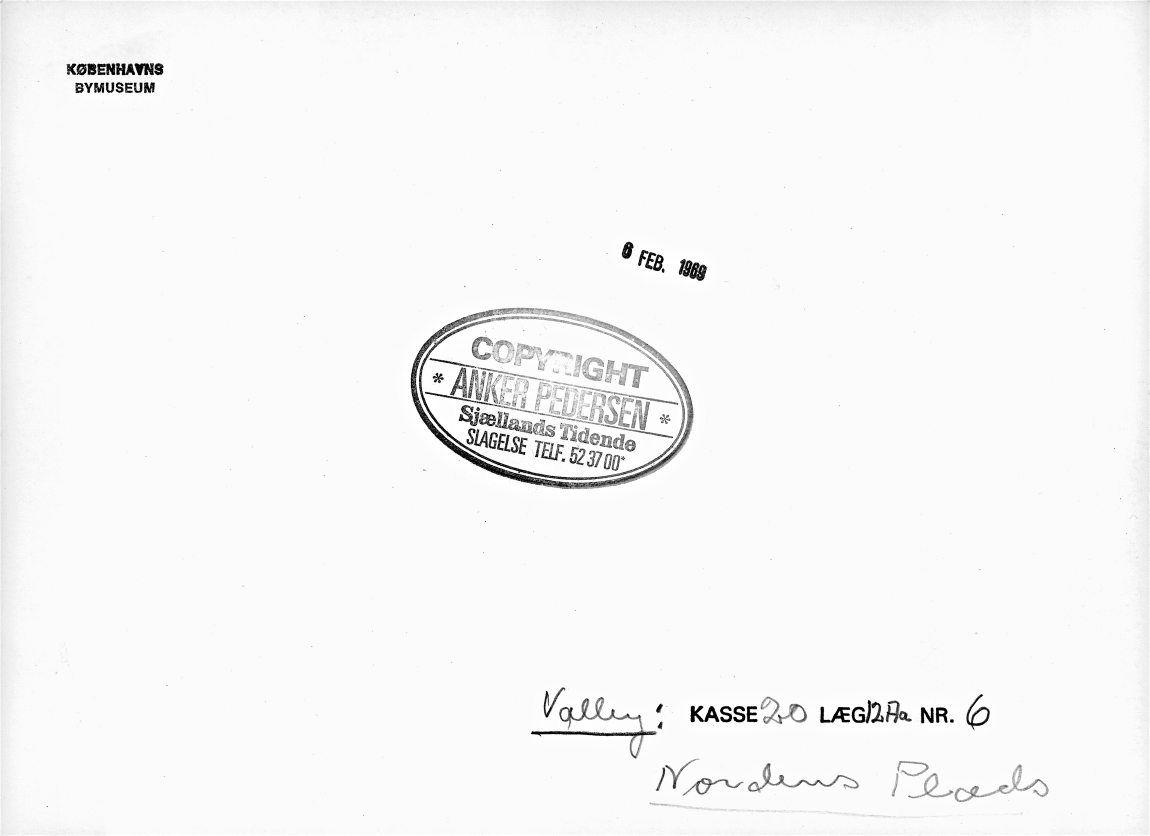 KØBENHAVNS
BYMUSEUM
6 FEB. 1969
COPYRIGHT
* ANKER PEDERSEN *
Sjællands Tidende
SLAGELSE TELF. 52 37 00*
Valby: KASSE 20 LÆG 12Aa NR. 6
Nordens Plads